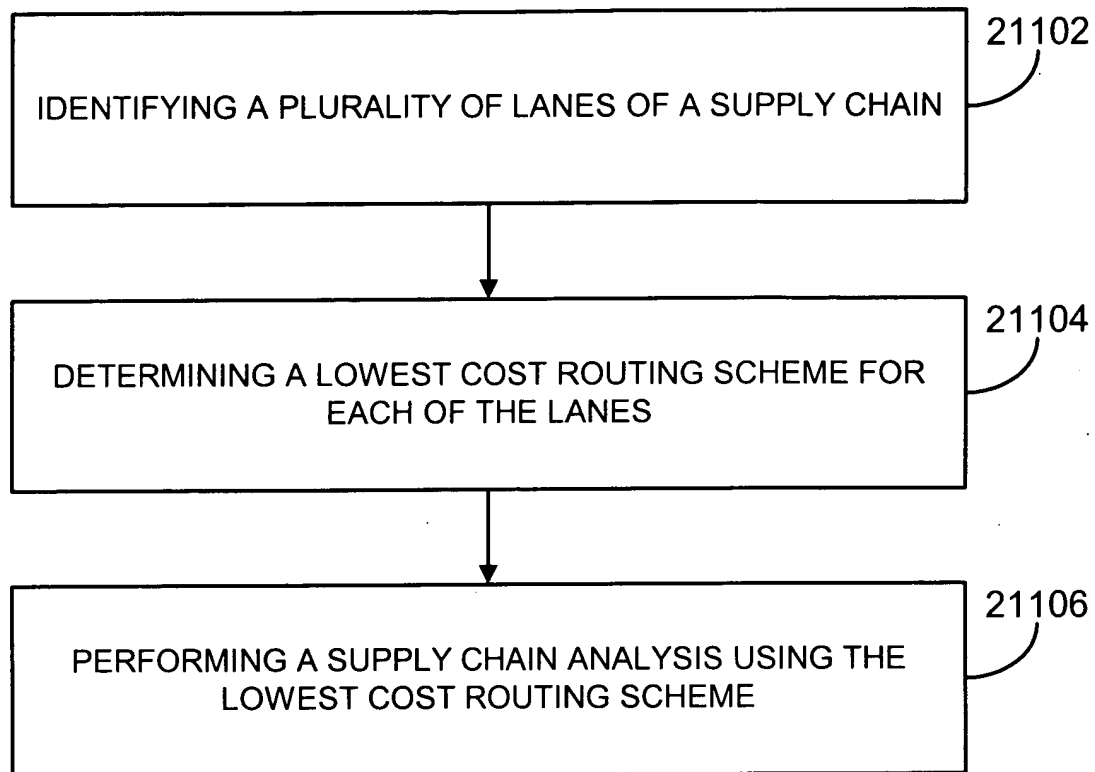 21102
IDENTIFYING A PLURALITY OF LANES OF A SUPPLY CHAIN
21104
DETERMINING A LOWEST COST ROUTING SCHEME FOR
EACH OF THE LANES
21106
PERFORMING A SUPPLY CHAIN ANALYSIS USING THE
LOWEST COST ROUTING SCHEME